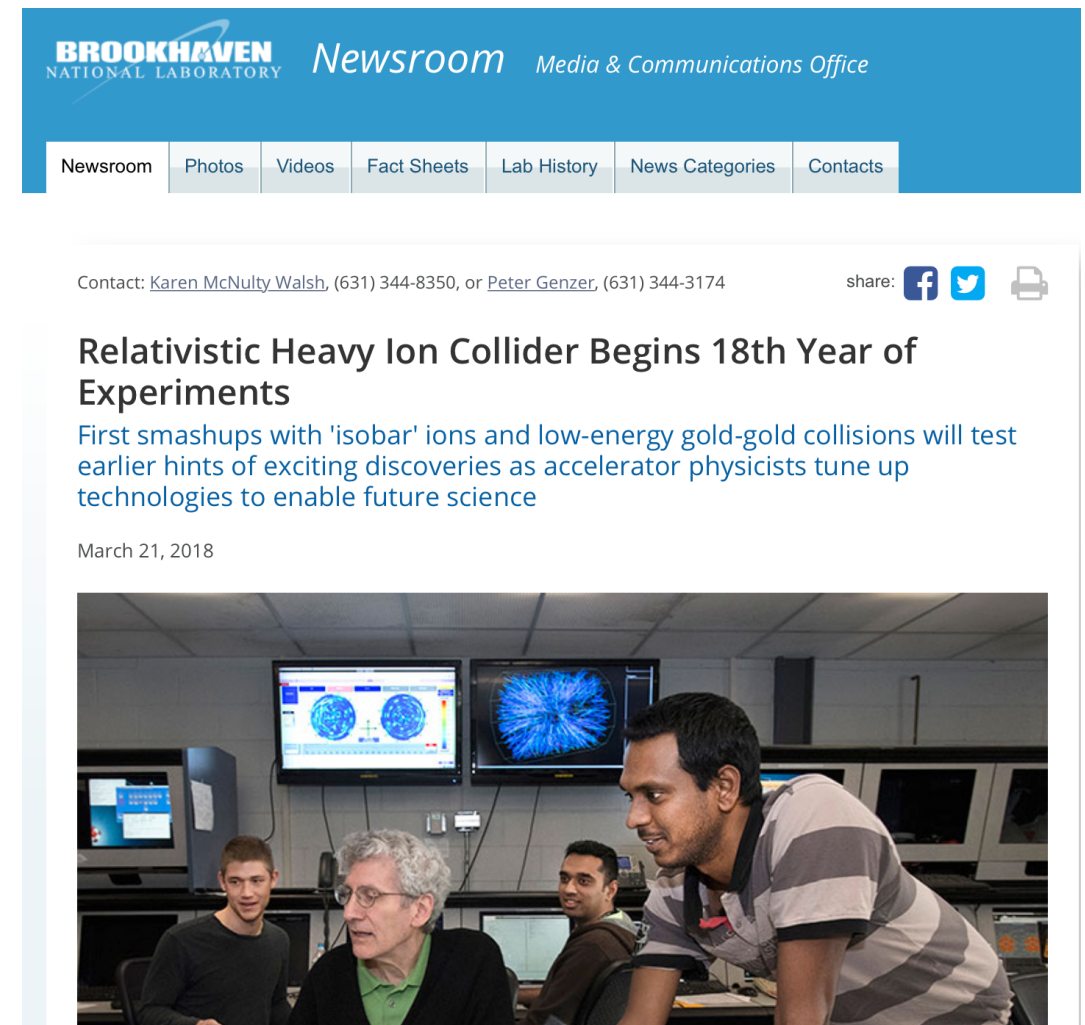 BROOKHAVEN
NATIONAL LABORATORY
Newsroom Media & Communications Office
Newsroom Photos Videos Fact Sheets Lab History News Categories Contacts
Contact: Karen McNulty Walsh, (631) 344-8350, or Peter Genzer, (631) 344-3174
share:
Relativistic Heavy Ion Collider Begins 18th Year of
Experiments
First smashups with 'isobar' ions and low-energy gold-gold collisions will test
earlier hints of exciting discoveries as accelerator physicists tune up
technologies to enable future science
March 21, 2018